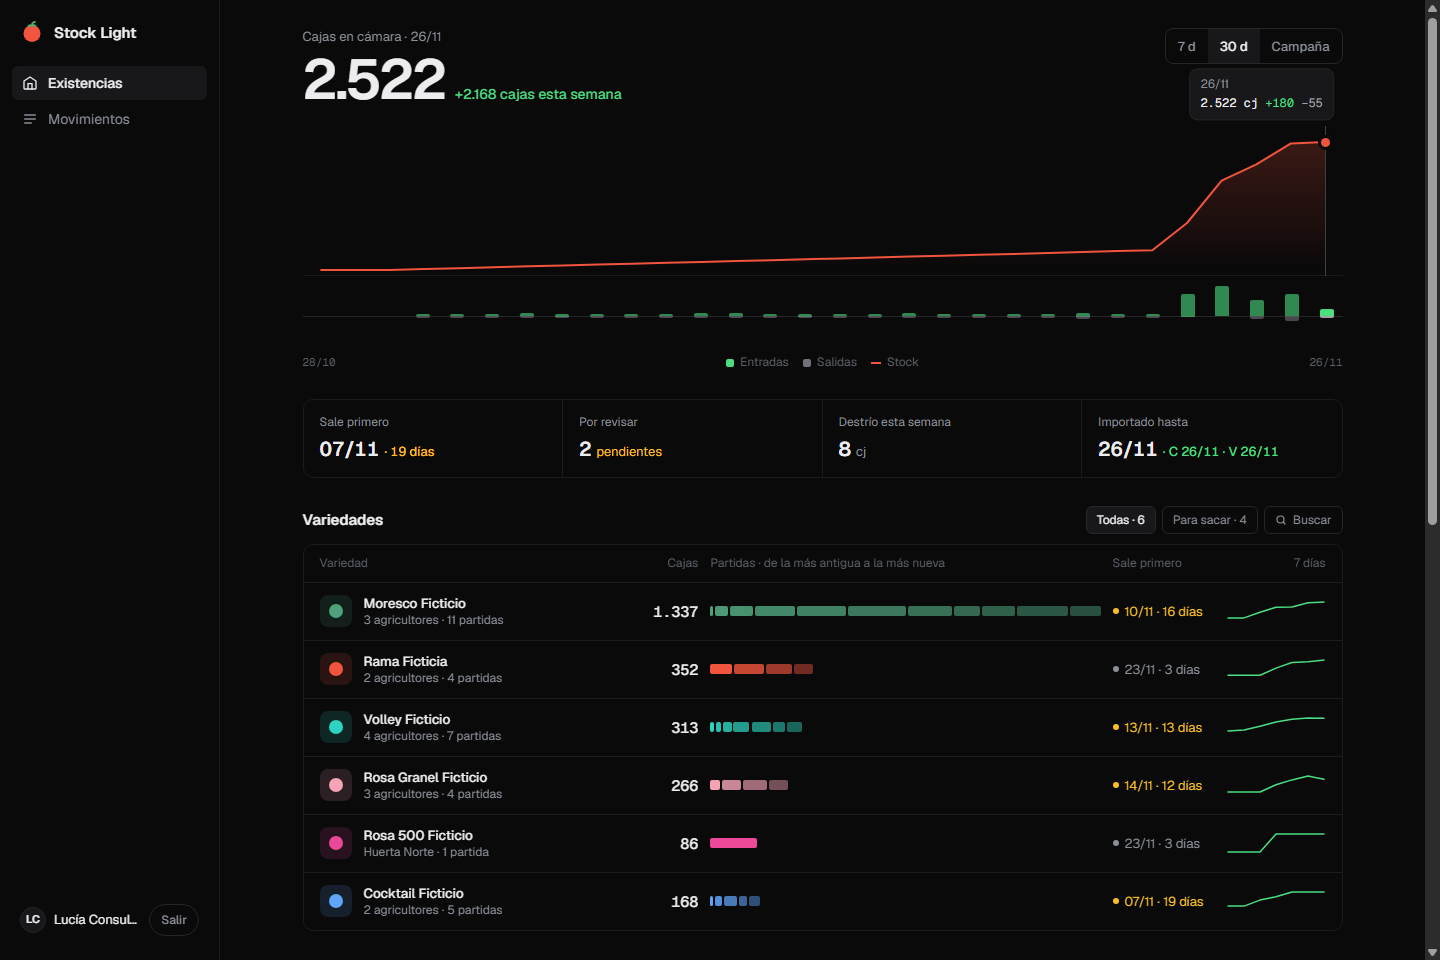 Stock Light
Existencias
Movimientos
Cajas en cámara · 26/11
2.522 +2.168 cajas esta semana
7 d 30 d Campaña
26/11
2.522 cj +180 −55
28/10 Entradas Salidas Stock 26/11
Sale primero
07/11 · 19 días
Por revisar
2 pendientes
Destrío esta semana
8 cj
Importado hasta
26/11 · C 26/11 · V 26/11
Variedades
Todas · 6 Para sacar · 4 Buscar
Variedad Cajas Partidas · de la más antigua a la más nueva Sale primero 7 días
Moresco Ficticio
3 agricultores · 11 partidas
1.337 10/11 · 16 días
Rama Ficticia
2 agricultores · 4 partidas
352 23/11 · 3 días
Volley Ficticio
4 agricultores · 7 partidas
313 13/11 · 13 días
Rosa Granel Ficticio
3 agricultores · 4 partidas
266 14/11 · 12 días
Rosa 500 Ficticio
Huerta Norte · 1 partida
86 23/11 · 3 días
Cocktail Ficticio
2 agricultores · 5 partidas
168 07/11 · 19 días
LC Lucía Consul… Salir